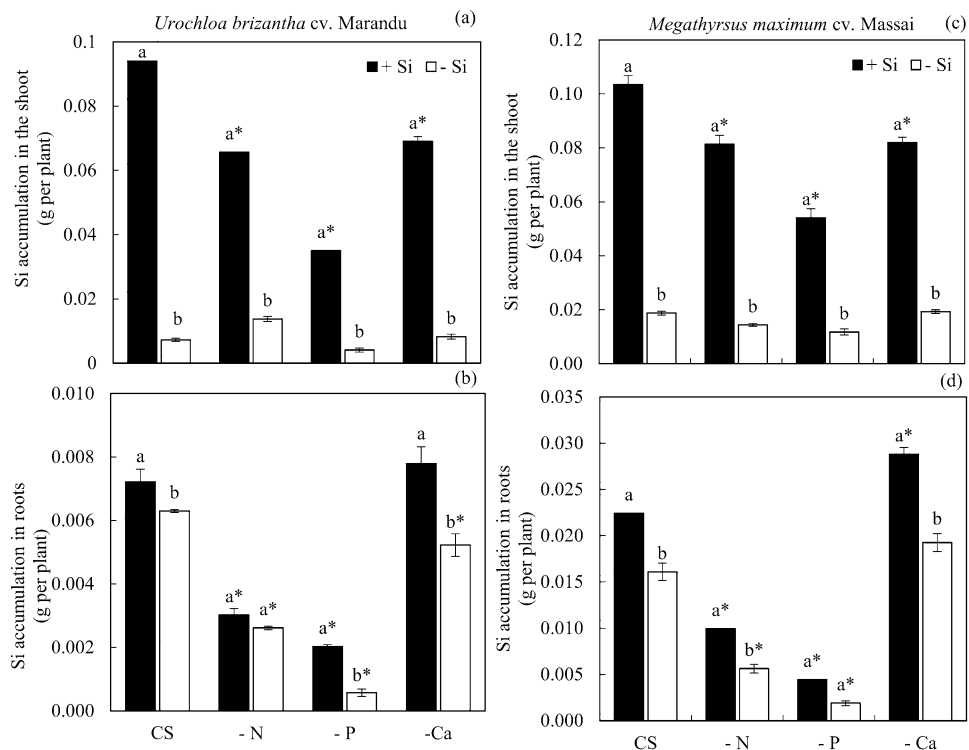 Urochloa brizantha cv. Marandu
(a)
Si accumulation in the shoot
(g per plant)
0.1
0.08
0.06
0.04
0.02
0
+ Si
- Si
a
b
a*
b
a*
b
a*
b
(b)
Si accumulation in roots
(g per plant)
0.010
0.008
0.006
0.004
0.002
0.000
a
b
a*
a*
a*
b*
a
b*
CS
- N
- P
-Ca
Megathyrsus maximum cv. Massai
(c)
Si accumulation in the shoot
(g per plant)
0.12
0.10
0.08
0.06
0.04
0.02
0.00
+ Si
- Si
a
b
a*
b
a*
b
a*
b
(d)
Si accumulation in roots
(g per plant)
0.035
0.030
0.025
0.020
0.015
0.010
0.005
0.000
a
b
a*
b*
a*
a*
a*
b
CS
- N
- P
- Ca